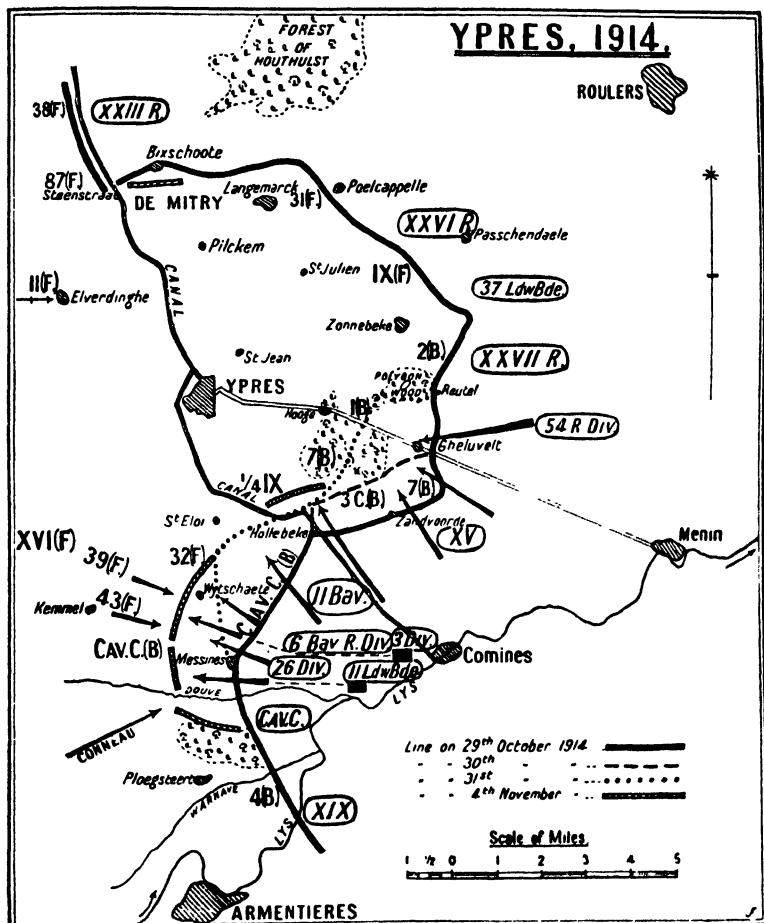 YPRES, 1914.
FOREST
OF
HOUTHULST
ROULERS
38(F.)
XXIII R.
Bixschoote
87(F.)
Steenstraat
DE MITRY
Langemarck
31(F.)
Poelcappelle
XXVI R.
Passchendaele
Pilckem
St Julien
IX(F)
37 LdwBde.
11(F.)
Elverdinghe
CANAL
Zonnebeke
2(B.)
XXVII R.
St Jean
POLYGON
WOOD
Reutel
YPRES
Hooge
1(B)
54 R Div.
Gheluvelt
7(B)
1/4 IX
CANAL
3 C.(B)
7(B)
St Eloi
Hollebeke
Zandvoorde
XV
Menin
XVI(F)
32(F)
39(F.)
Wytschaete
CAV.C.(B)
11 Bav.
43(F)
Kemmel
CAV.C.(B)
6 Bav R. Div.
3 Div.
Comines
Messines
26 Div.
11 LdwBde
DOUVE
LYS
CAV.C.
CONNEAU
Ploegsteert
WARNAVE
4(B)
XIX
LYS
ARMENTIERES
Line on 29th October 1914
" " 30th " "
" " 31st " "
" " 4th November "
Scale of Miles.
1 ½ 0 1 2 3 4 5